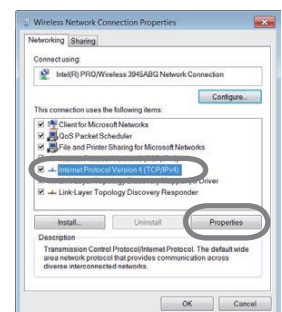 Wireless Network Connection Properties
Networking Sharing
Connect using:
Intel(R) PRO/Wireless 3945ABG Network Connection
Configure...
This connection uses the following items:
Client for Microsoft Networks
QoS Packet Scheduler
File and Printer Sharing for Microsoft Networks
Internet Protocol Version 4 (TCP/IPv4)
Driver
Link-Layer Topology Discovery Responder
Install... Uninstall Properties
Description
Transmission Control Protocol/Internet Protocol. The default wide
area network protocol that provides communication across
diverse interconnected networks.
OK Cancel